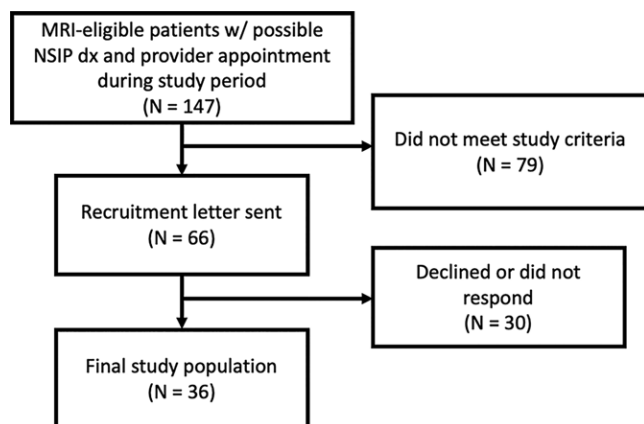 MRI-eligible patients w/ possible
NSIP dx and provider appointment
during study period
(N = 147)
Did not meet study criteria
(N = 79)
Recruitment letter sent
(N = 66)
Declined or did not
respond
(N = 30)
Final study population
(N = 36)